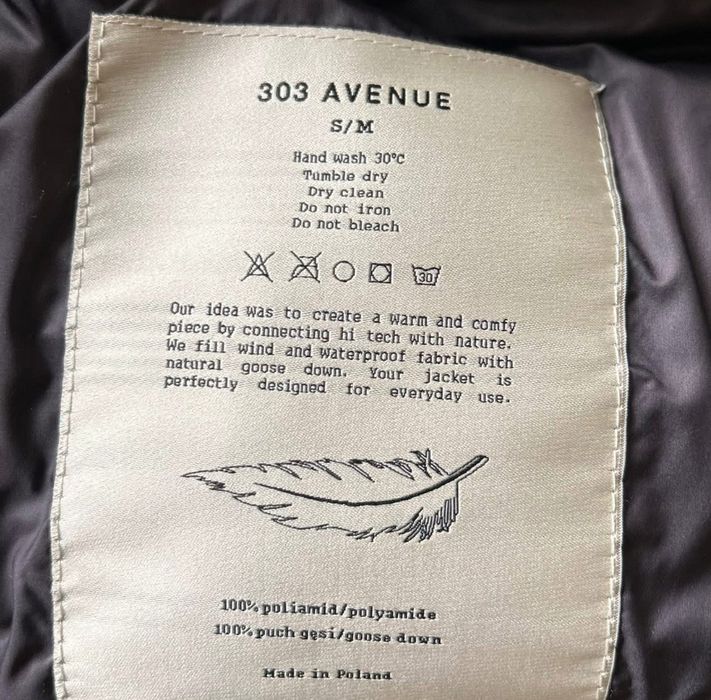 303 AVENUE
S/M
Hand wash 30°C
Tumble dry
Dry clean
Do not iron
Do not bleach
30
Our idea was to create a warm and comfy
piece by connecting hi tech with nature.
We fill wind and waterproof fabric with
natural goose down. Your jacket is
perfectly designed for everyday use.
100% poliamid/polyamide
100% puch gęsi/goose down
Made in Poland